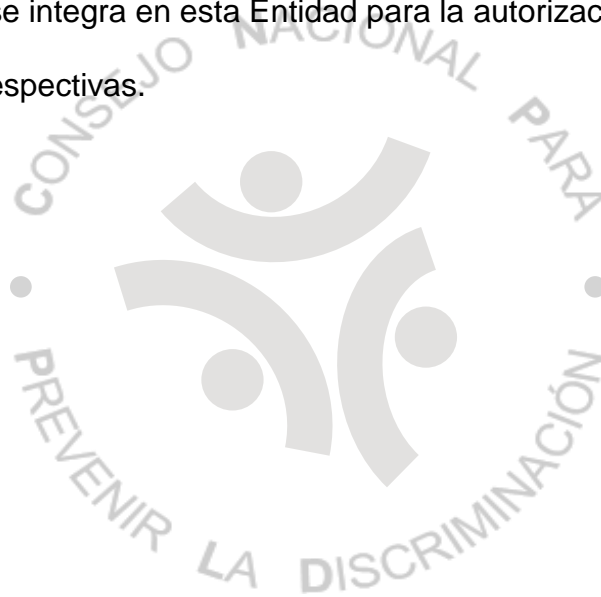 se integra en esta Entidad para la autorizac
espectivas.
CONSEJO NACIONAL PARA
PREVENIR LA DISCRIMINACIÓN